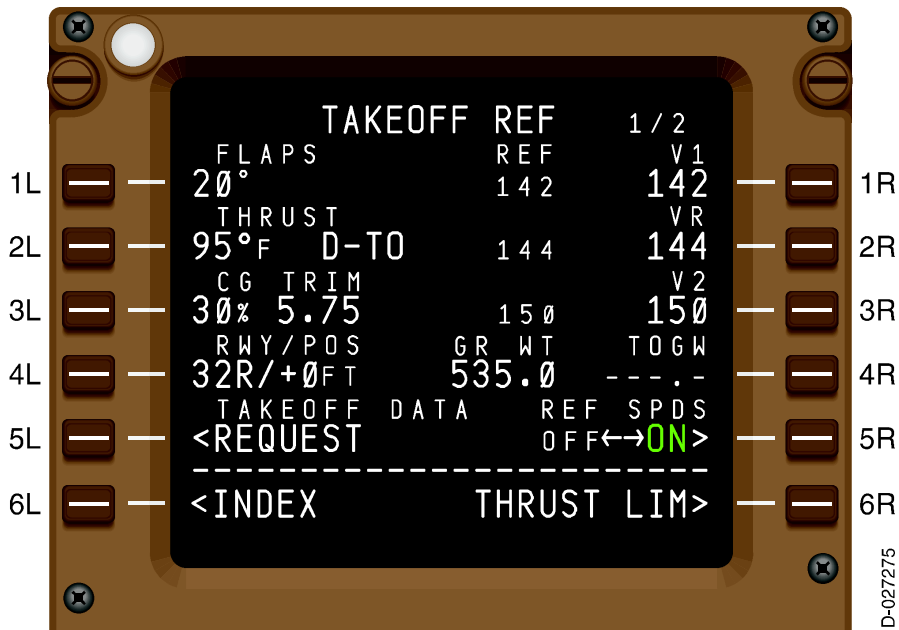 TAKEOFF REF 1/2
FLAPS REF V1
1L 20° 142 142 1R
THRUST VR
2L 95°F D-TO 144 144 2R
CG TRIM V2
3L 30% 5.75 150 150 3R
RWY/POS GR WT TOGW
4L 32R/+0FT 535.0 ---.- 4R
TAKEOFF DATA REF SPDS
5L <REQUEST OFF←→ON> 5R
--------------------------------
6L <INDEX THRUST LIM> 6R
D-027275